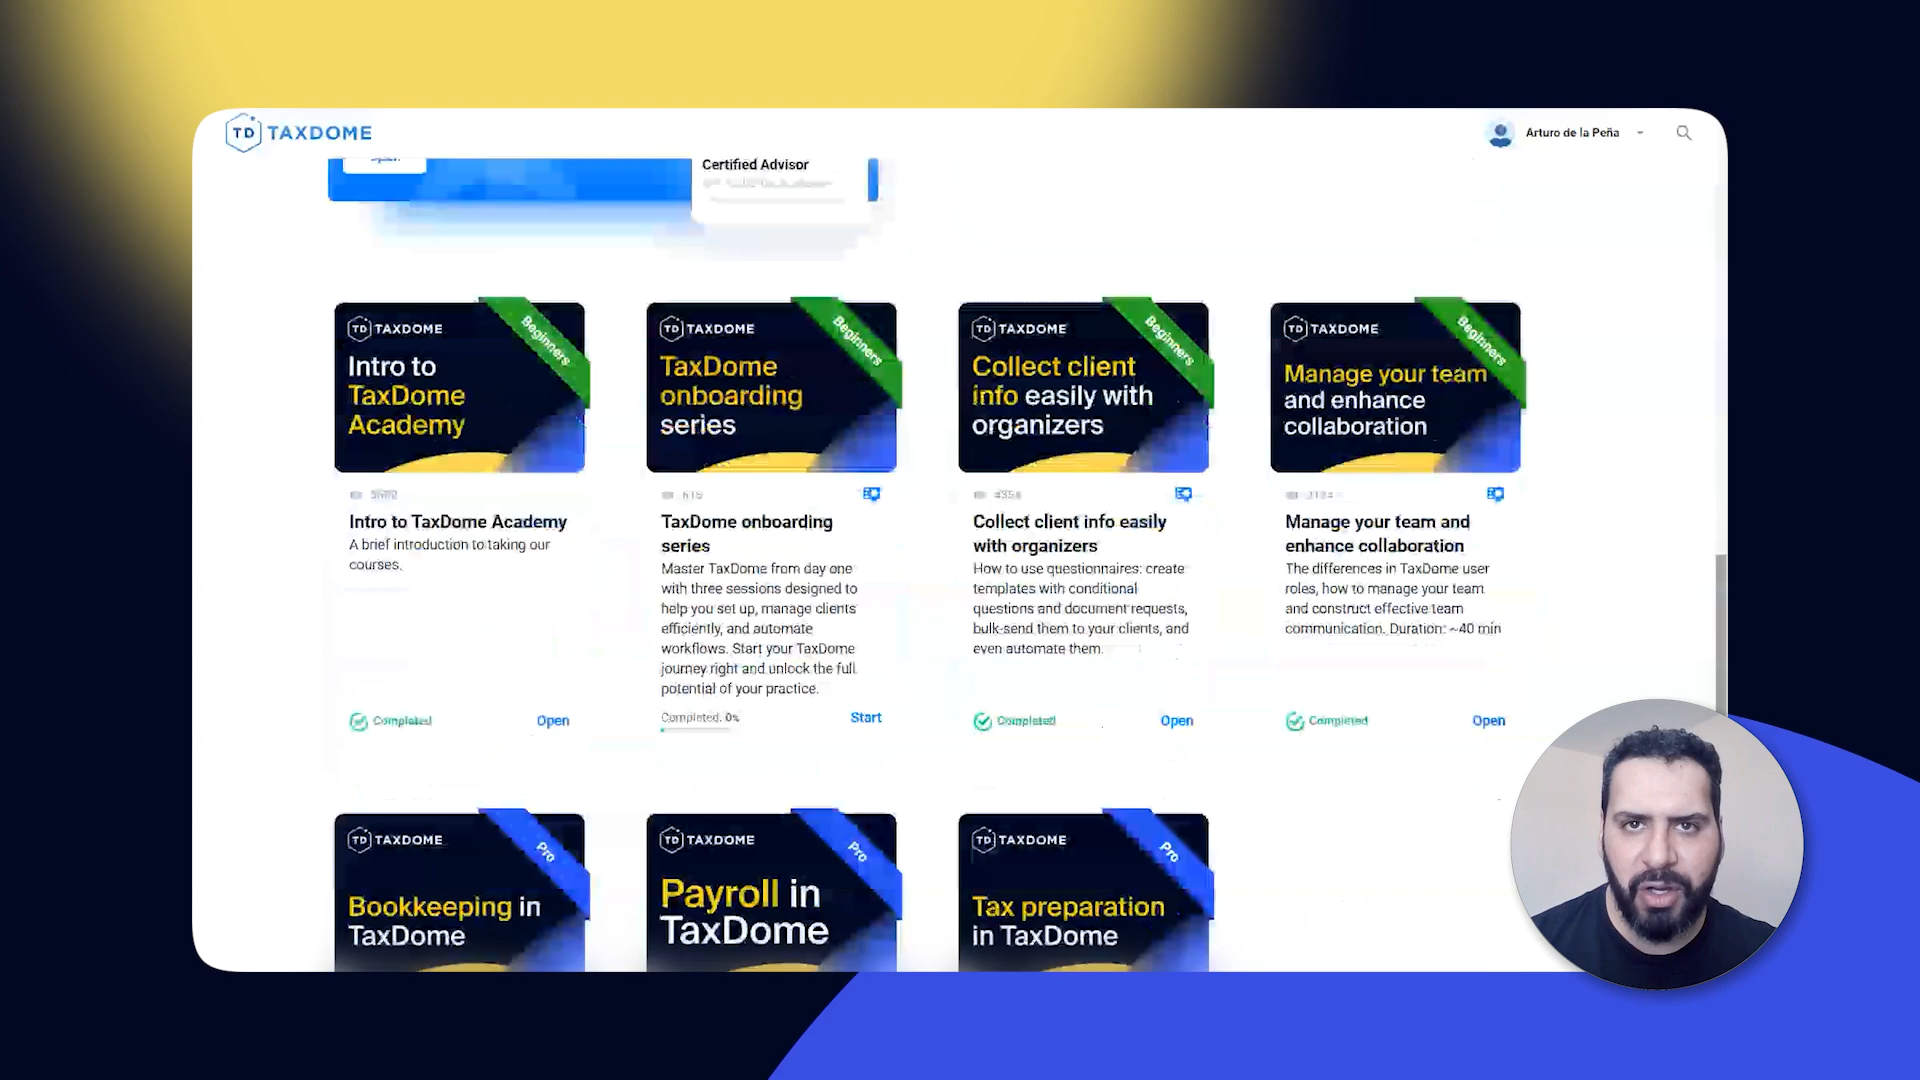 TD TAXDOME
Arturo de la Peña
Certified Advisor
TD TAXDOME
Beginners
Intro to
TaxDome
Academy
TD TAXDOME
Beginners
TaxDome
onboarding
series
TD TAXDOME
Beginners
Collect client
info easily with
organizers
TD TAXDOME
Beginners
Manage your team
and enhance
collaboration
Intro to TaxDome Academy
A brief introduction to taking our
courses.
Completed
Open
TaxDome onboarding
series
Master TaxDome from day one
with three sessions designed to
help you set up, manage clients
efficiently, and automate
workflows. Start your TaxDome
journey right and unlock the full
potential of your practice.
Completed: 0%
Start
Collect client info easily
with organizers
How to use questionnaires: create
templates with conditional
questions and document requests,
bulk-send them to your clients, and
even automate them.
Completed
Open
Manage your team and
enhance collaboration
The differences in TaxDome user
roles, how to manage your team
and construct effective team
communication. Duration: ~40 min
Completed
Open
TD TAXDOME
Pro
Bookkeeping in
TaxDome
TD TAXDOME
Pro
Payroll in
TaxDome
TD TAXDOME
Pro
Tax preparation
in TaxDome